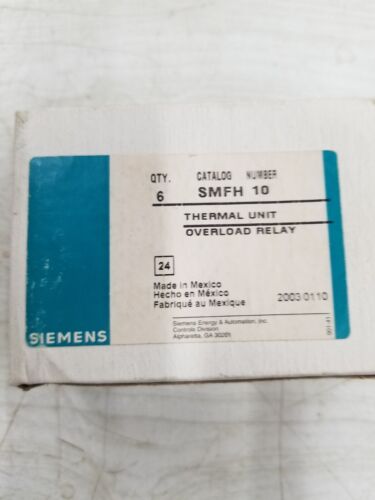 QTY. CATALOG NUMBER
6 SMFH 10
THERMAL UNIT
OVERLOAD RELAY
24
Made in Mexico
Hecho en México
Fabriqué au Mexique
2003 0110
SIEMENS
Siemens Energy & Automation, Inc.
Controls Division
Alpharetta, GA 30201